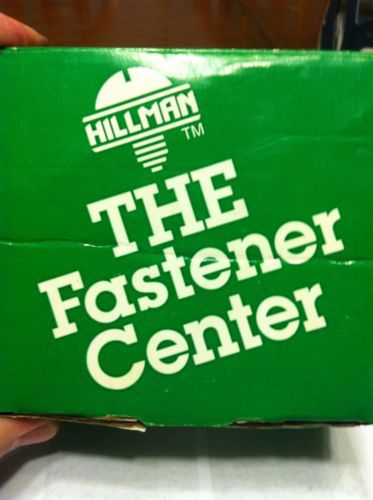 HILLMAN
TM
THE
Fastener
Center